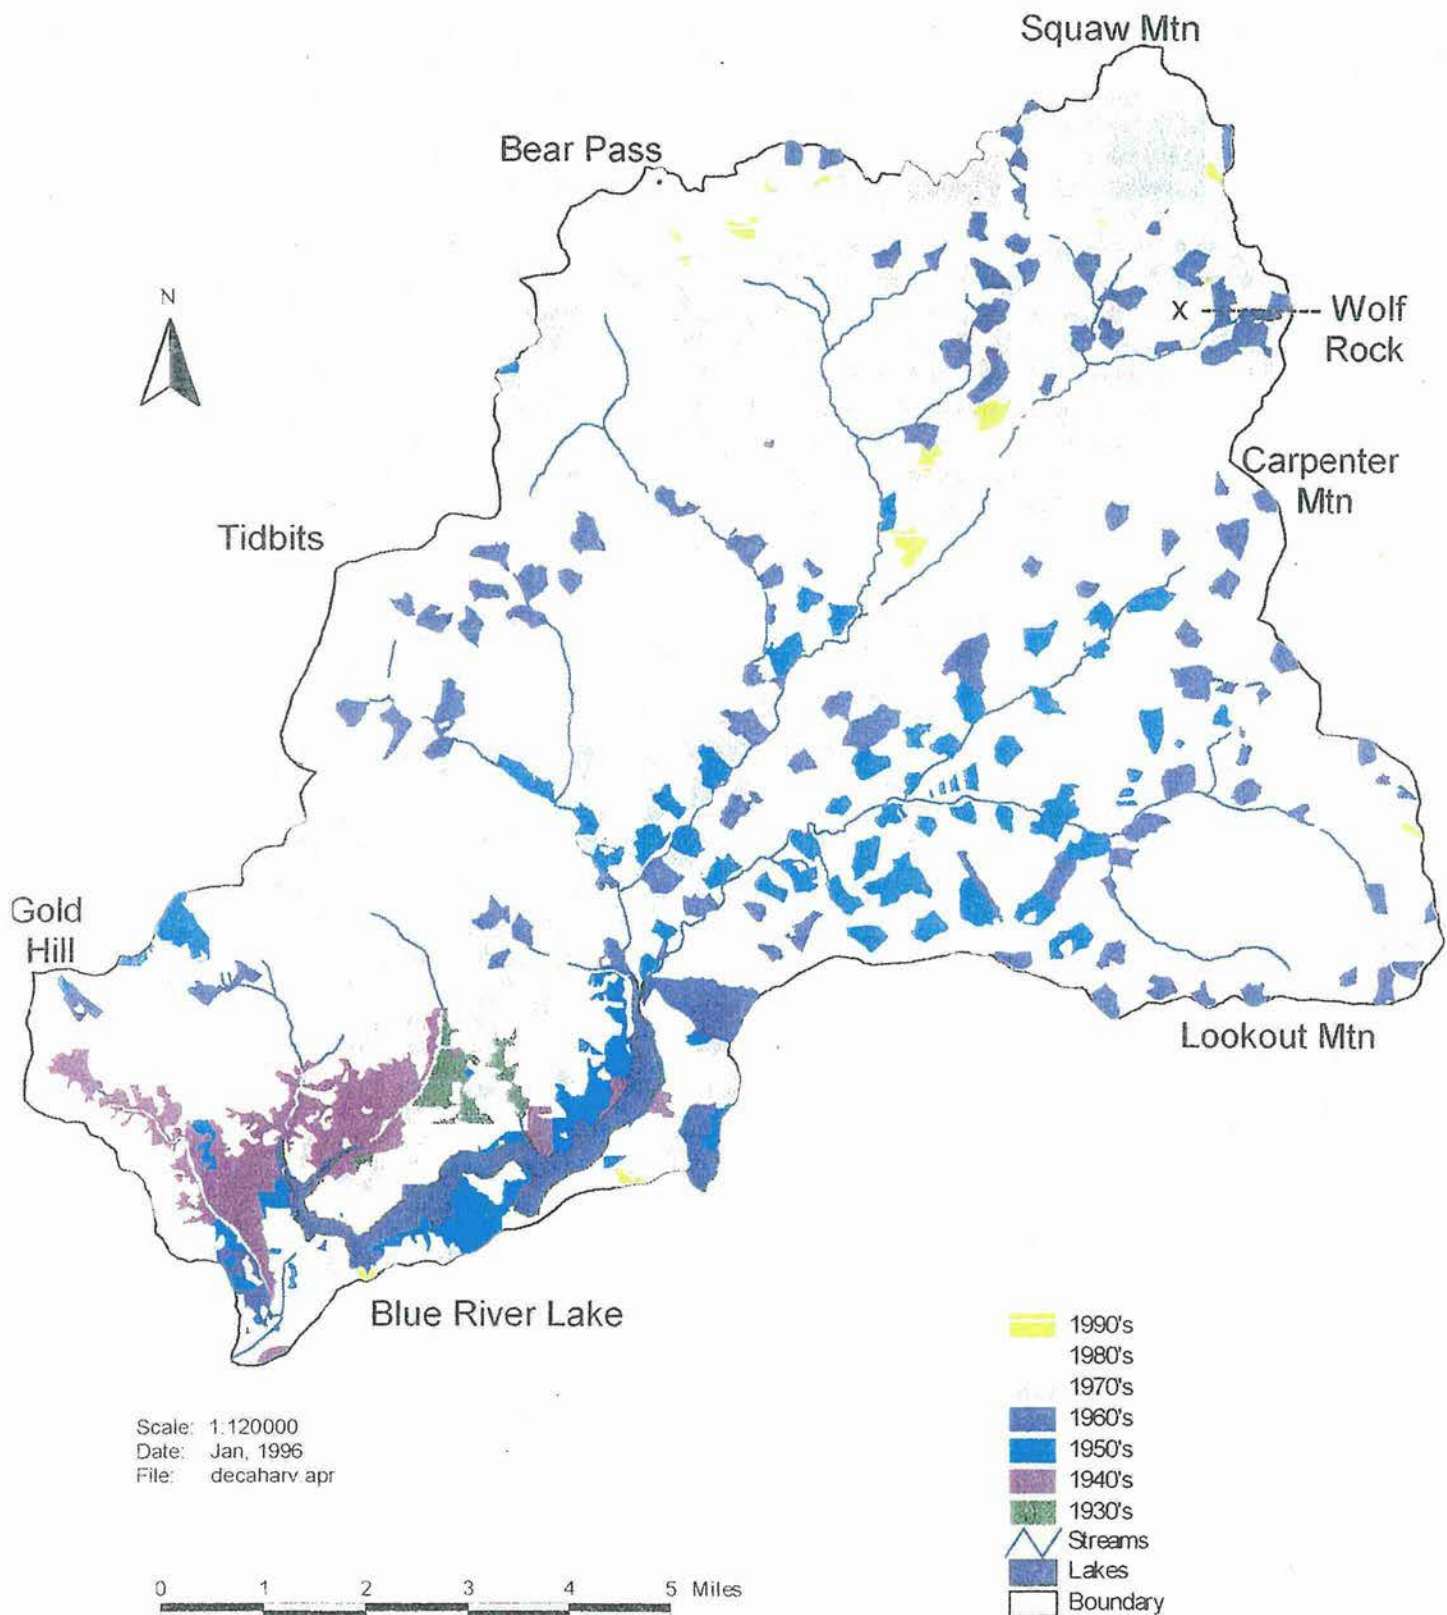 Squaw Mtn
Bear Pass
N
X
Wolf
Rock
Carpenter
Mtn
Tidbits
Gold
Hill
Lookout Mtn
Blue River Lake
1990's
1980's
1970's
1960's
1950's
1940's
1930's
Streams
Lakes
Boundary
Scale: 1:120000
Date: Jan, 1996
File: decaharv.apr
0 1 2 3 4 5 Miles